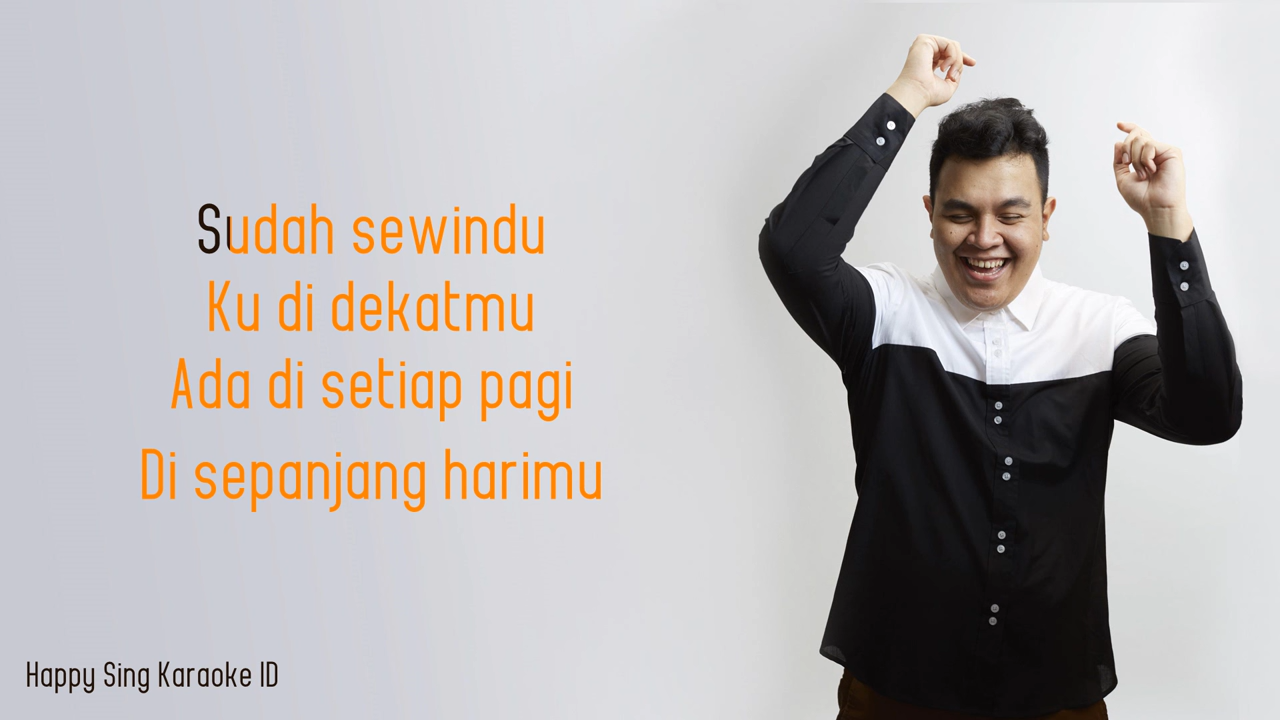 Sudah sewindu
Ku di dekatmu
Ada di setiap pagi
Di sepanjang harimu
Happy Sing Karaoke ID